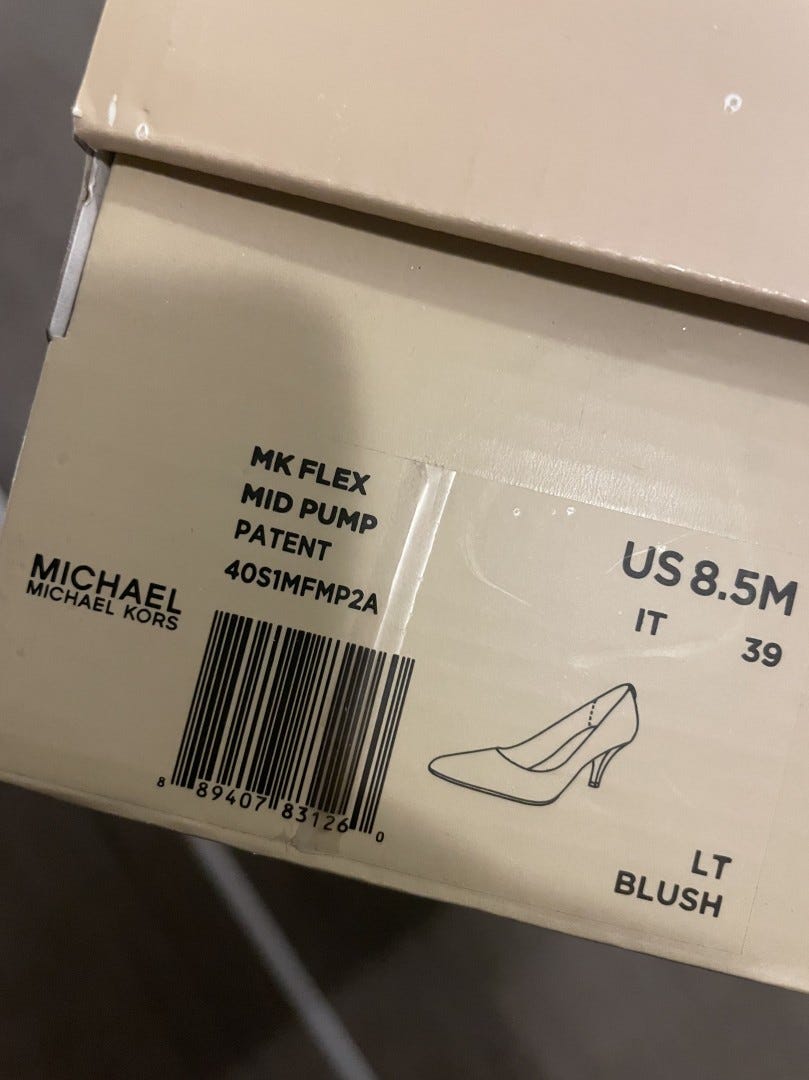 MICHAEL
MICHAEL KORS
MK FLEX
MID PUMP
PATENT
40S1MFMP2A
8 89407 83126 0
US 8.5M
IT 39
LT
BLUSH